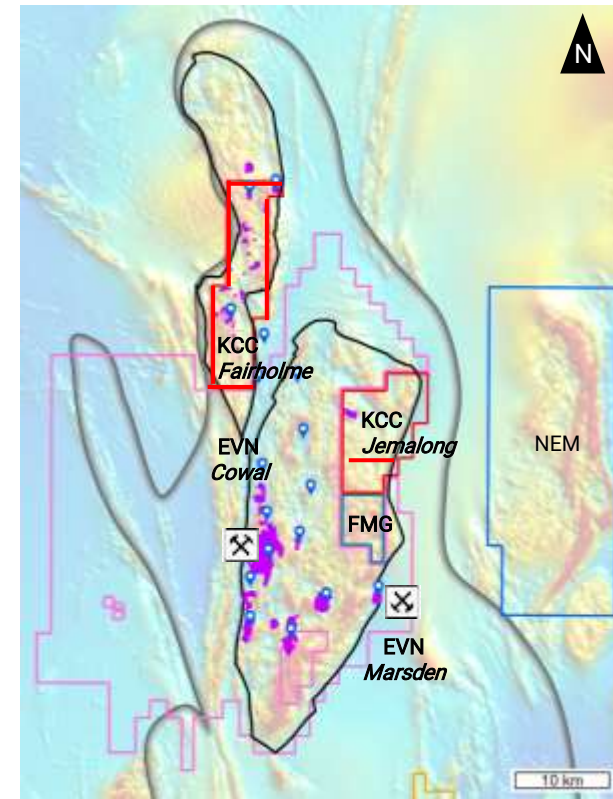 N
KCC
Fairholme
KCC
Jemalong
EVN
Cowal
NEM
FMG
EVN
Marsden
10 km